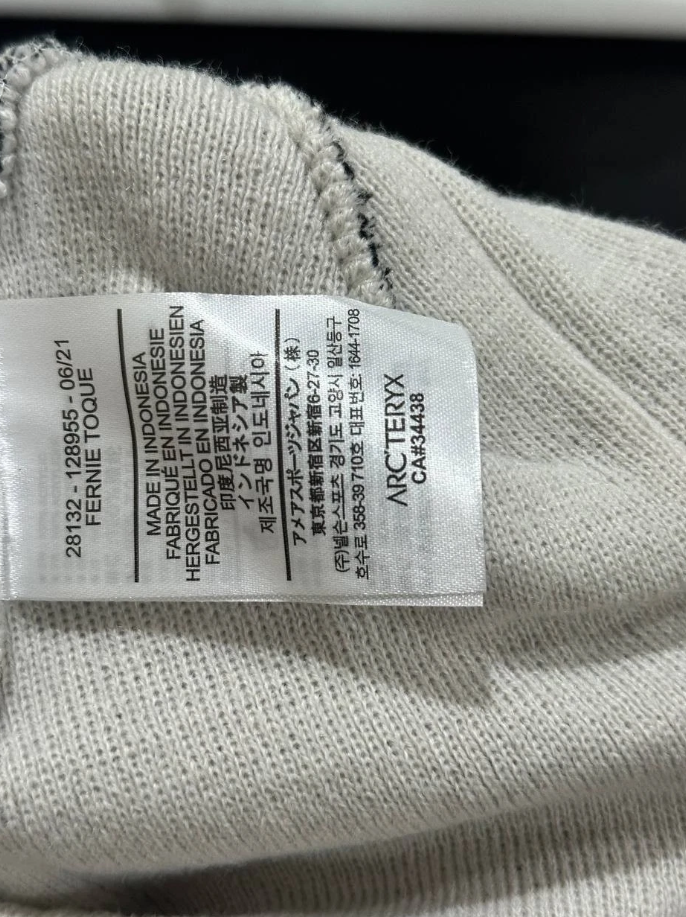 28132 - 128955 - 06/21
FERNIE TOQUE
MADE IN INDONESIA
FABRIQUÉ EN INDONESIE
HERGESTELLT IN INDONESIEN
FABRICADO EN INDONESIA
印度尼西亚制造
インドネシア製
제조국명 인도네시아
アメアスポーツジャパン（株）
東京都新宿区新宿6-27-30
(주)넬슨스포츠 경기도 고양시 일산동구
호수로 358-39 710호 대표번호: 1644-1708
ARC'TERYX
CA#34438